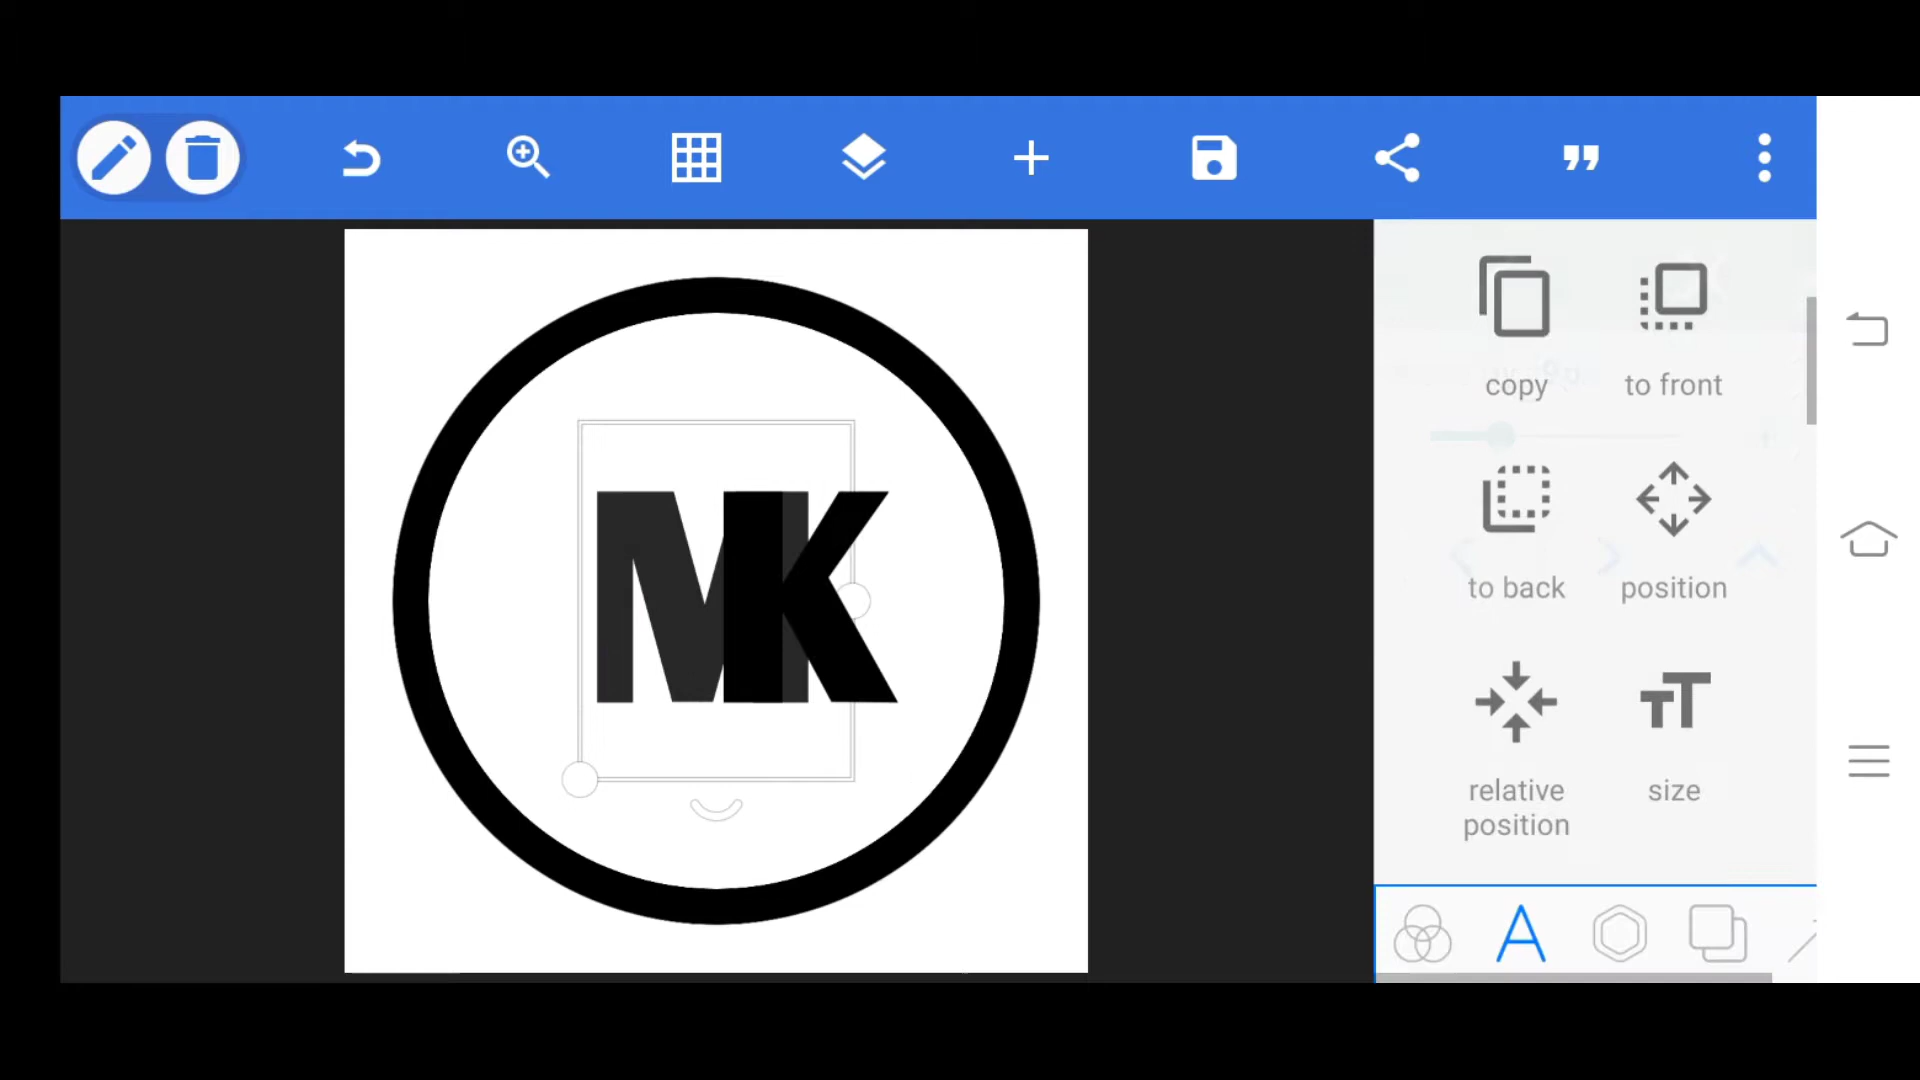 copy
to front
to back
position
relative
position
size
MK